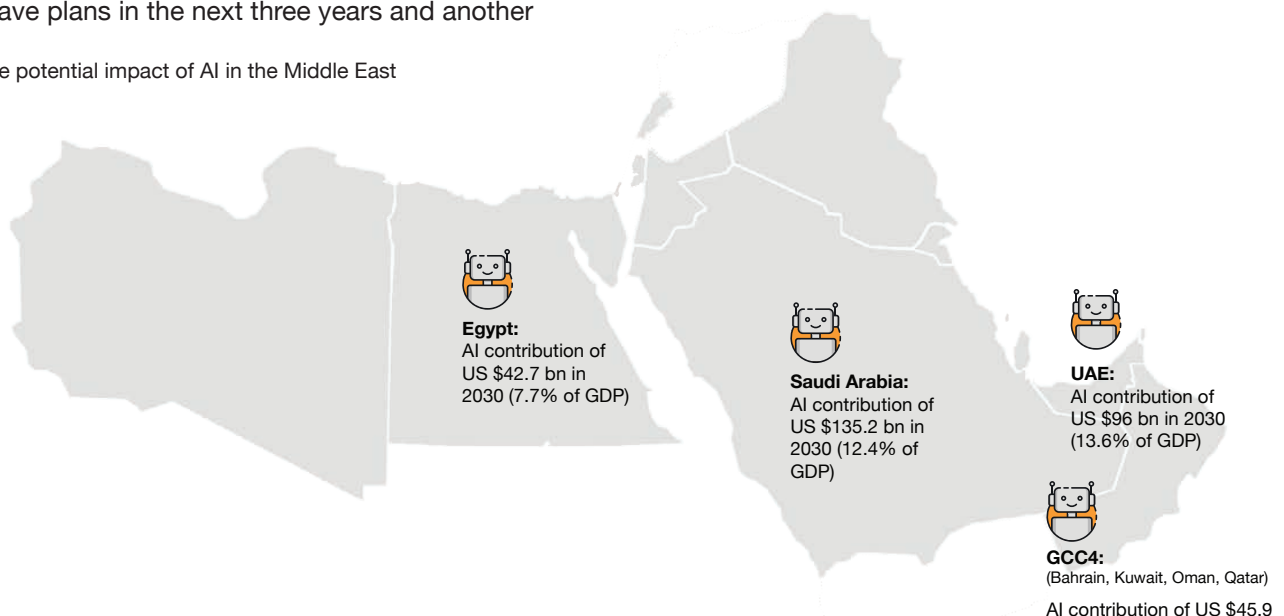 ave plans in the next three years and another
e potential impact of AI in the Middle East
Egypt:
AI contribution of
US $42.7 bn in
2030 (7.7% of GDP)
Saudi Arabia:
AI contribution of
US $135.2 bn in
2030 (12.4% of
GDP)
UAE:
AI contribution of
US $96 bn in 2030
(13.6% of GDP)
GCC4:
(Bahrain, Kuwait, Oman, Qatar)
AI contribution of US $45.9